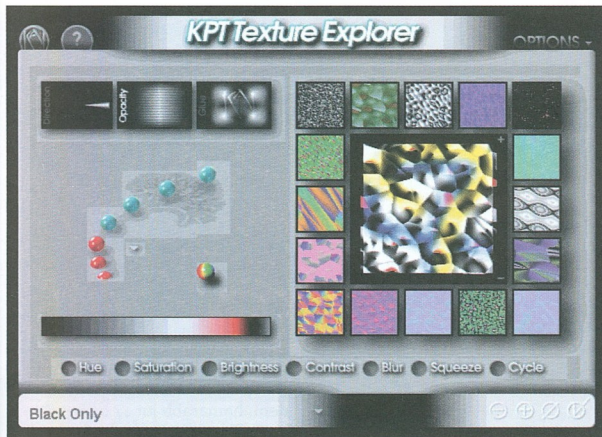 KPT Texture Explorer
?
OPTIONS
Direction
Opacity
Glue
+
-
Hue Saturation Brightness Contrast Blur Squeeze Cycle
Black Only